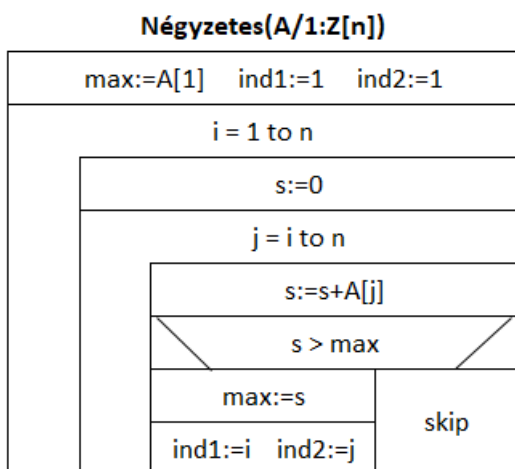 Négyzetes(A/1:Z[n])
max:=A[1] ind1:=1 ind2:=1
i = 1 to n
s:=0
j = i to n
s:=s+A[j]
s > max
max:=s
skip
ind1:=i ind2:=j